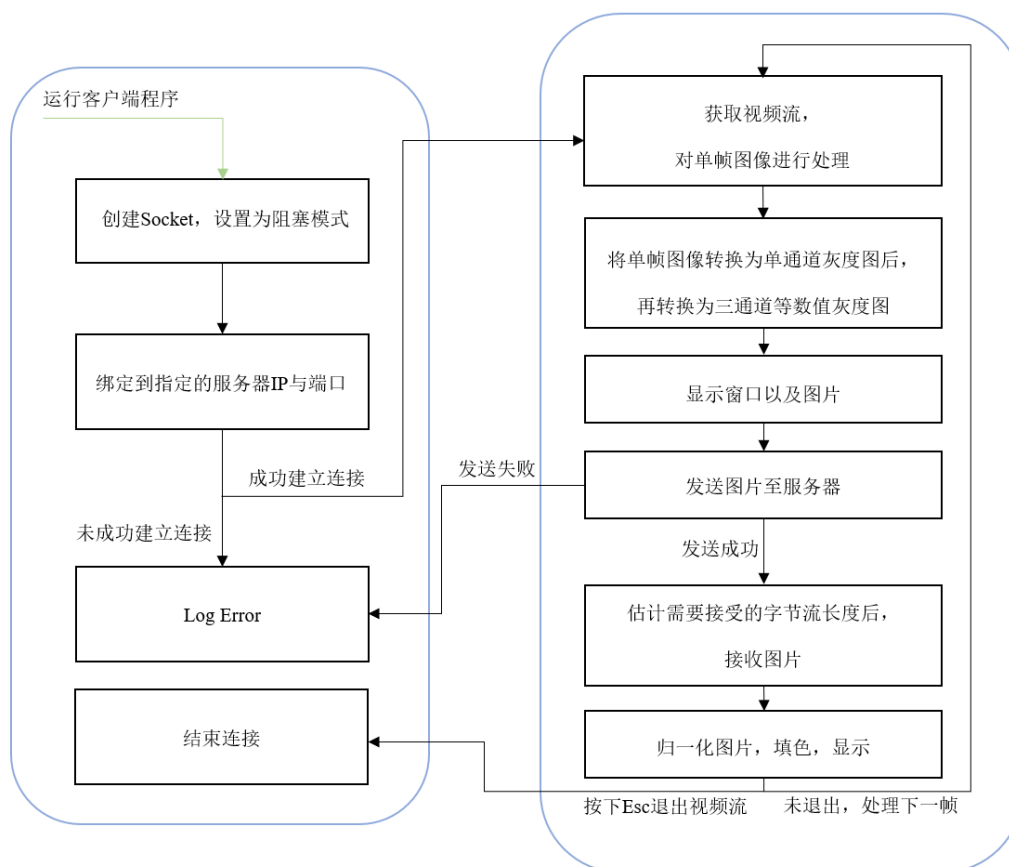 运行客户端程序
创建Socket，设置为阻塞模式
绑定到指定的服务器IP与端口
成功建立连接
未成功建立连接
Log Error
结束连接
获取视频流，
对单帧图像进行处理
将单帧图像转换为单通道灰度图后，
再转换为三通道等数值灰度图
显示窗口以及图片
发送图片至服务器
发送失败
发送成功
估计需要接受的字节流长度后，
接收图片
归一化图片，填色，显示
按下Esc退出视频流
未退出，处理下一帧